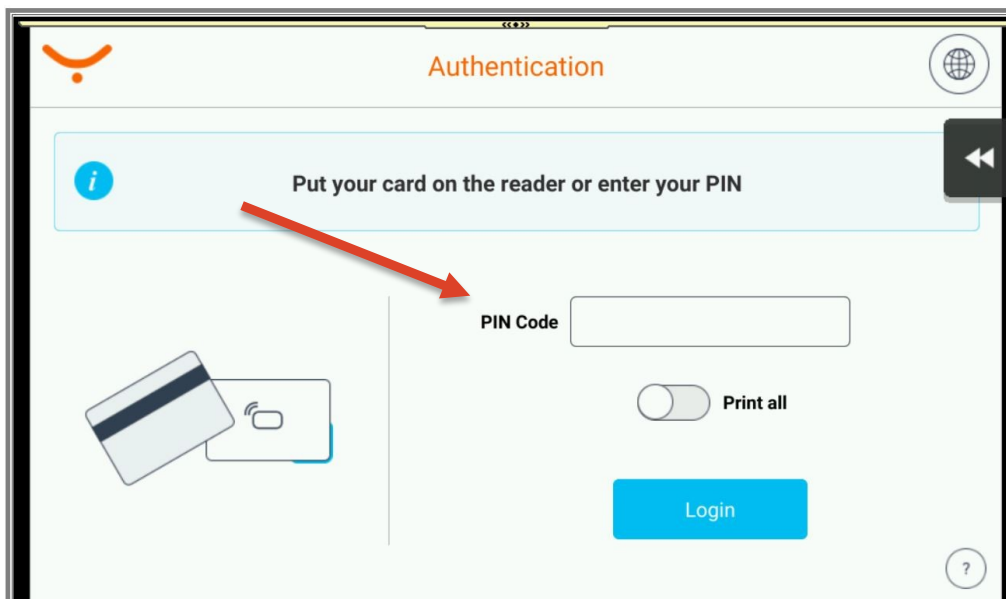 Authentication
Put your card on the reader or enter your PIN
PIN Code
Print all
Login
?